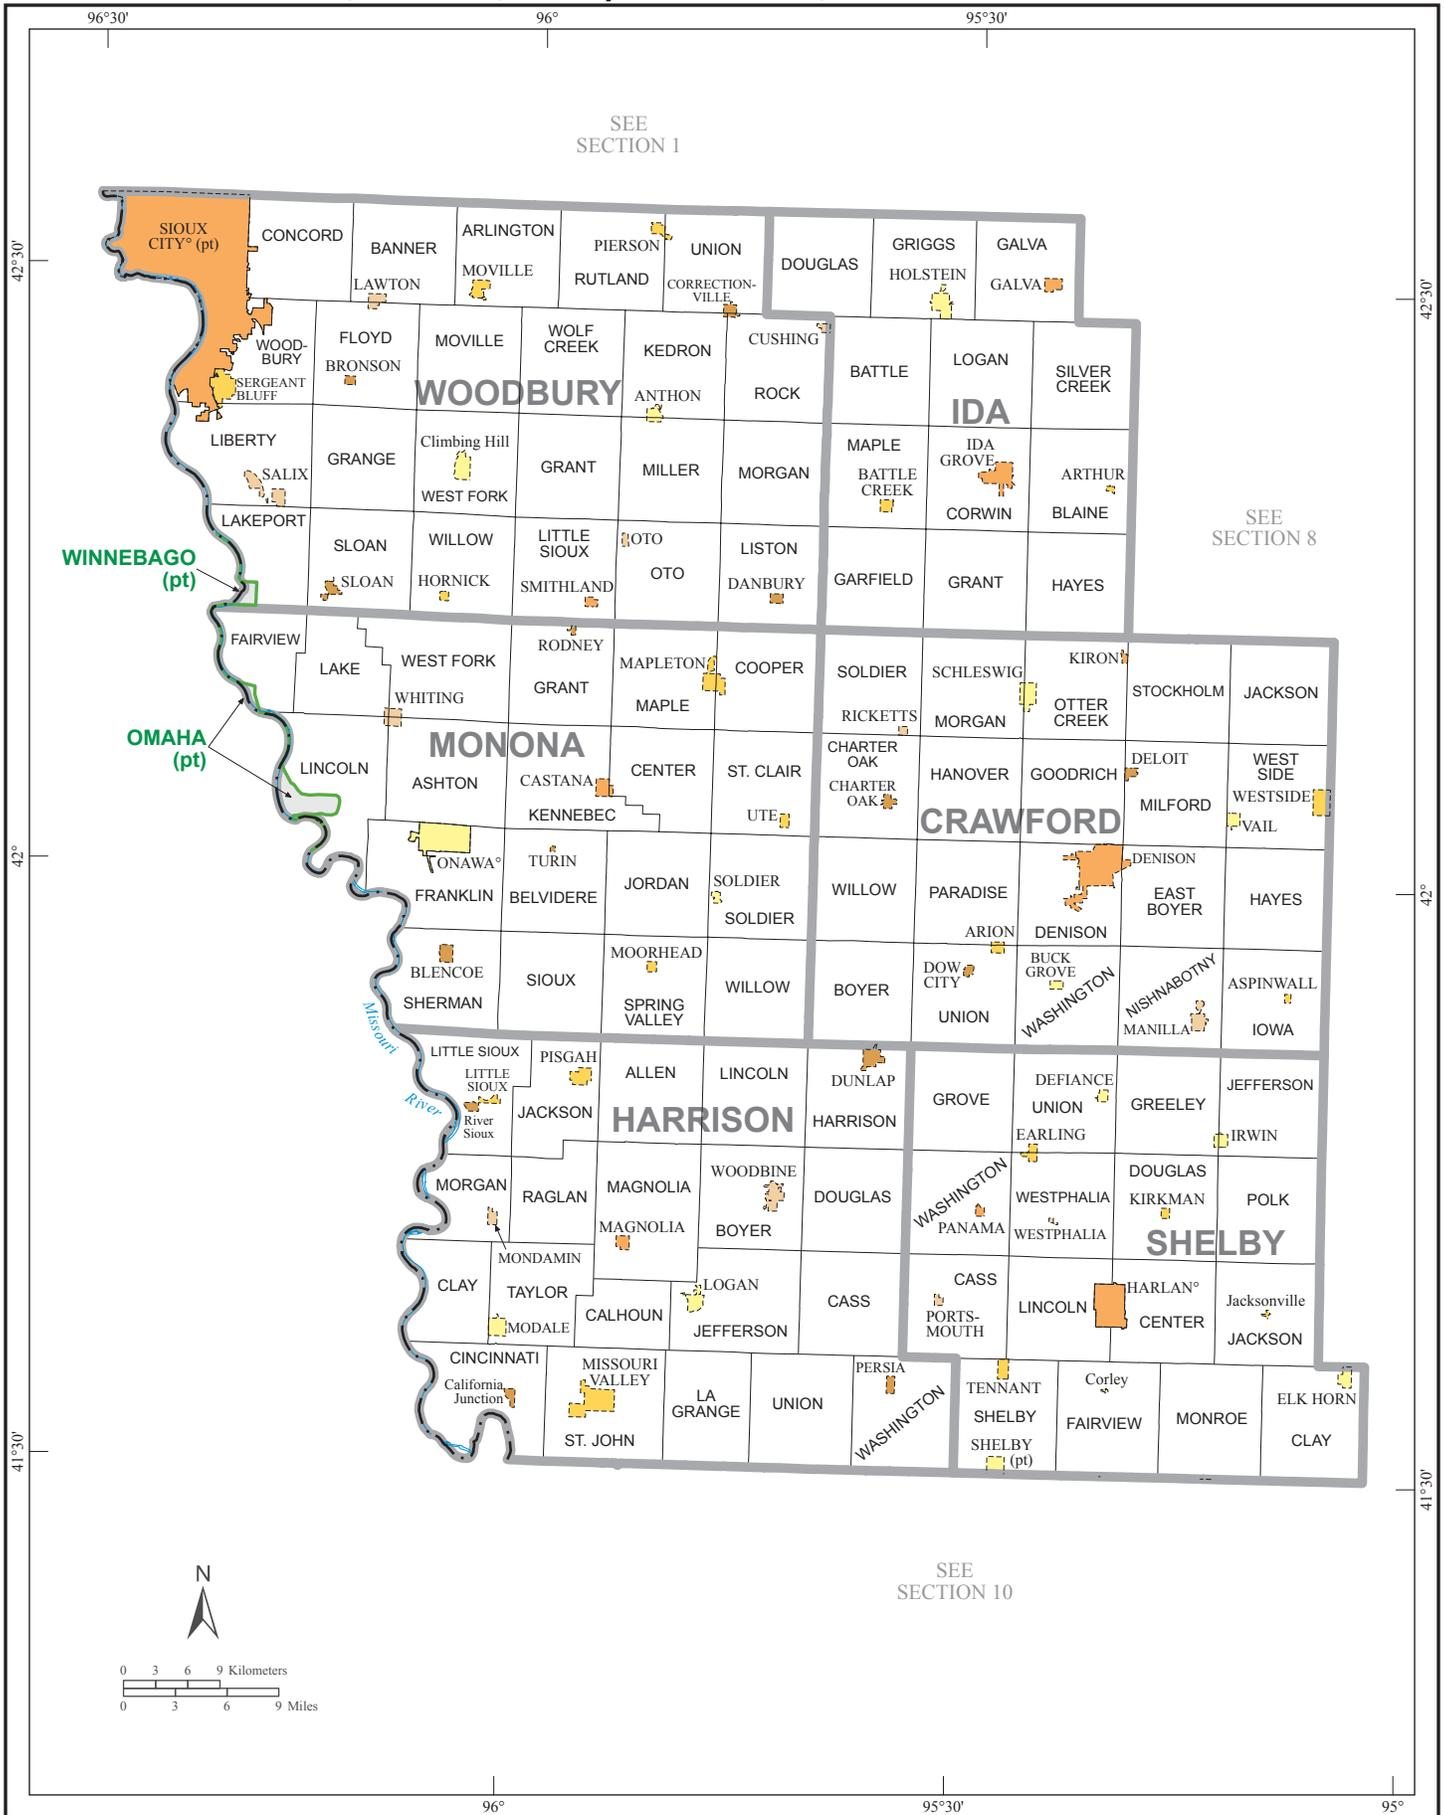 96°30'
96°
95°30'
SEE
SECTION 1
42°30'
42°30'
SIOUX
CITY° (pt)
CONCORD
BANNER
LAWTON
ARLINGTON
MOVILLE
PIERSON
RUTLAND
UNION
CORRECTION-
VILLE
DOUGLAS
GRIGGS
HOLSTEIN
GALVA
GALVA
WOOD-
BURY
SERGEANT
BLUFF
FLOYD
BRONSON
MOVILLE
WOLF
CREEK
KEDRON
ANTHON
CUSHING
ROCK
WOODBURY
BATTLE
LOGAN
SILVER
CREEK
IDA
LIBERTY
SALIX
GRANGE
Climbing Hill
WEST FORK
GRANT
MILLER
MORGAN
MAPLE
BATTLE
CREEK
IDA
GROVE
CORWIN
ARTHUR
BLAINE
SEE
SECTION 8
LAKEPORT
SLOAN
SLOAN
WILLOW
HORNICK
LITTLE
SIOUX
SMITHLAND
OTO
OTO
LISTON
DANBURY
GARFIELD
GRANT
HAYES
WINNEBAGO
(pt)
FAIRVIEW
LAKE
WEST FORK
WHITING
RODNEY
GRANT
MAPLETON
MAPLE
COOPER
SOLDIER
RICKETTS
SCHLESWIG
MORGAN
KIRON
OTTER
CREEK
STOCKHOLM
JACKSON
OMAHA
(pt)
LINCOLN
MONONA
ASHTON
CASTANA
KENNEBEC
CENTER
ST. CLAIR
UTE
CHARTER
OAK
CHARTER
OAK
HANOVER
GOODRICH
DELOIT
MILFORD
WEST
SIDE
WESTSIDE
VAIL
CRAWFORD
42°
42°
ONAWA°
FRANKLIN
TURIN
BELVIDERE
JORDAN
SOLDIER
SOLDIER
WILLOW
PARADISE
ARION
DENISON
DENISON
EAST
BOYER
HAYES
BLENCOE
SHERMAN
SIOUX
MOORHEAD
SPRING
VALLEY
WILLOW
BOYER
DOW
CITY
UNION
BUCK
GROVE
WASHINGTON
NISHNABOTNY
MANILLA
ASPINWALL
IOWA
Missouri
River
LITTLE SIOUX
LITTLE
SIOUX
River
Sioux
PISGAH
JACKSON
ALLEN
LINCOLN
DUNLAP
HARRISON
HARRISON
GROVE
DEFIANCE
UNION
EARLING
GREELEY
JEFFERSON
IRWIN
MORGAN
MONDAMIN
RAGLAN
MAGNOLIA
MAGNOLIA
WOODBINE
BOYER
DOUGLAS
WASHINGTON
PANAMA
WESTPHALIA
WESTPHALIA
DOUGLAS
KIRKMAN
POLK
SHELBY
CLAY
TAYLOR
MODALE
CALHOUN
LOGAN
JEFFERSON
CASS
CASS
PORTS-
MOUTH
LINCOLN
HARLAN°
CENTER
Jacksonville
JACKSON
CINCINNATI
California
Junction
MISSOURI
VALLEY
ST. JOHN
LA
GRANGE
UNION
PERSIA
WASHINGTON
TENNANT
SHELBY
SHELBY
(pt)
Corley
FAIRVIEW
MONROE
ELK HORN
CLAY
41°30'
41°30'
SEE
SECTION 10
N
0 3 6 9 Kilometers
0 3 6 9 Miles
96°
95°30'
95°